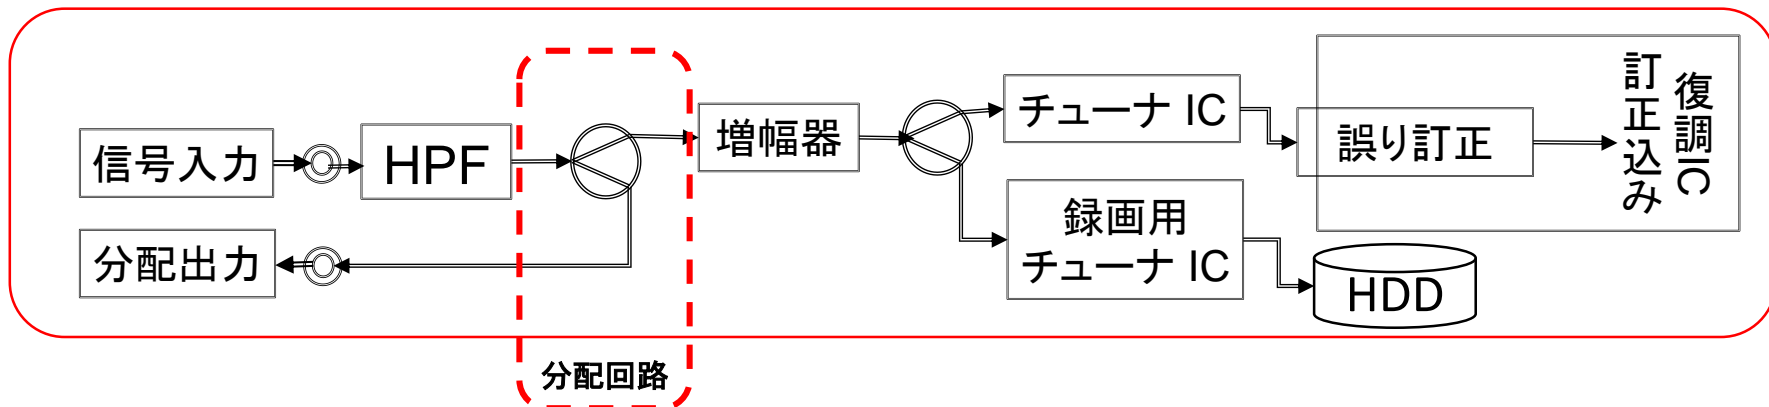 信号入力
HPF
増幅器
チューナ IC
誤り訂正
復調IC
訂正込み
分配出力
録画用
チューナ IC
HDD
分配回路